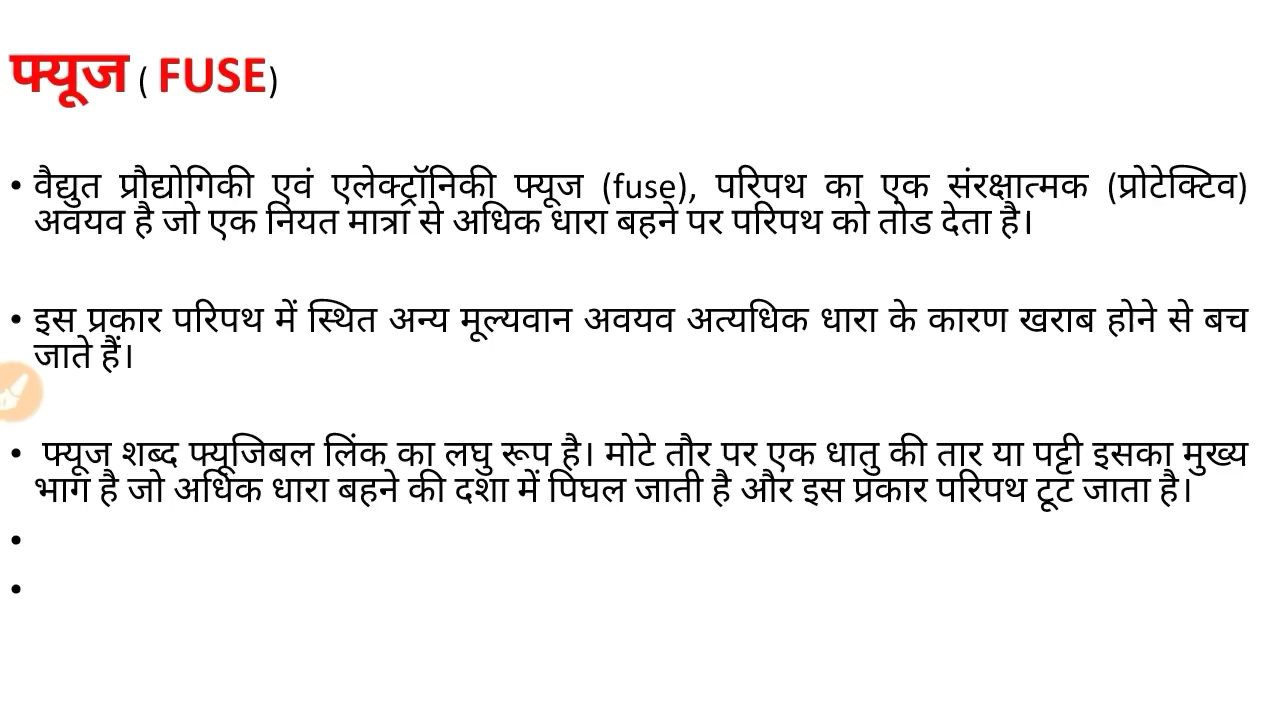 फ्यूज ( FUSE)
• वैद्युत प्रौद्योगिकी एवं एलेक्ट्रॉनिकी फ्यूज (fuse), परिपथ का एक संरक्षात्मक (प्रोटेक्टिव)
अवयव है जो एक नियत मात्रा से अधिक धारा बहने पर परिपथ को तोड देता है।
• इस प्रकार परिपथ में स्थित अन्य मूल्यवान अवयव अत्यधिक धारा के कारण खराब होने से बच
जाते हैं।
• फ्यूज शब्द फ्यूजिबल लिंक का लघु रूप है। मोटे तौर पर एक धातु की तार या पट्टी इसका मुख्य
भाग है जो अधिक धारा बहने की दशा में पिघल जाती है और इस प्रकार परिपथ टूट जाता है।
•
•